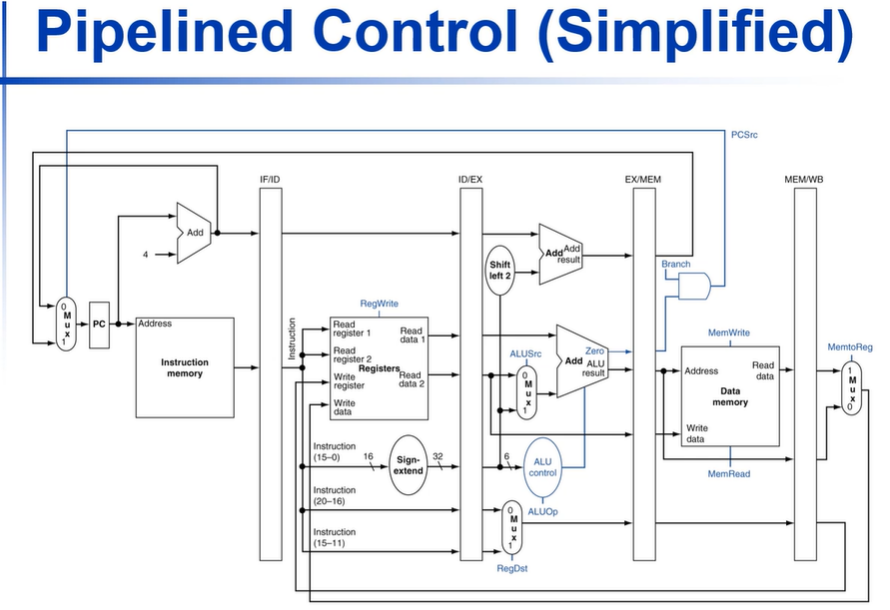 Pipelined Control (Simplified)
PCSrc
IF/ID
ID/EX
EX/MEM
MEM/WB
Add
4
Add Add
result
Shift
left 2
Branch
0
M
u
x
1
PC
Address
Instruction
memory
Instruction
RegWrite
Read
register 1
Read
data 1
Read
register 2
Registers
Write
register
Read
data 2
Write
data
ALUSrc
0
M
u
x
1
Zero
Add ALU
result
MemWrite
Address
Read
data
Data
memory
Write
data
MemRead
MemtoReg
1
M
u
x
0
Instruction
(15–0)
16
Sign-
extend
32
6
ALU
control
ALUOp
Instruction
(20–16)
Instruction
(15–11)
0
M
u
x
1
RegDst